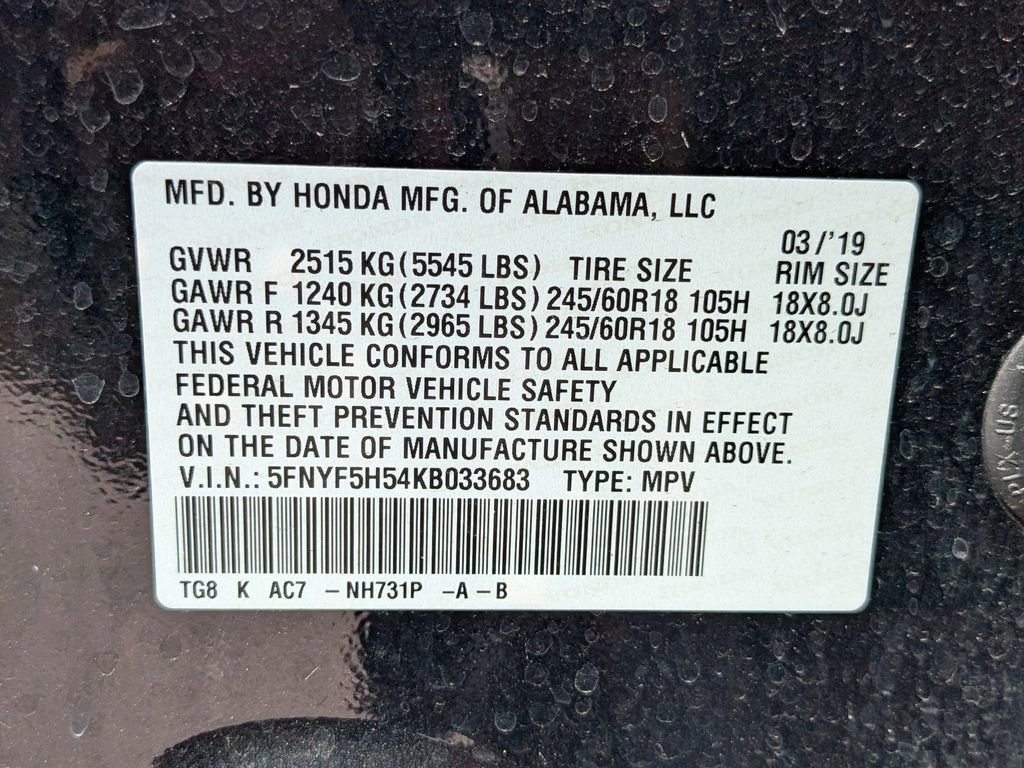 MFD. BY HONDA MFG. OF ALABAMA, LLC
03/'19
GVWR 2515 KG (5545 LBS) TIRE SIZE RIM SIZE
GAWR F 1240 KG (2734 LBS) 245/60R18 105H 18X8.0J
GAWR R 1345 KG (2965 LBS) 245/60R18 105H 18X8.0J
THIS VEHICLE CONFORMS TO ALL APPLICABLE
FEDERAL MOTOR VEHICLE SAFETY
AND THEFT PREVENTION STANDARDS IN EFFECT
ON THE DATE OF MANUFACTURE SHOWN ABOVE.
V.I.N.: 5FNYF5H54KB033683 TYPE: MPV
TG8 K AC7 – NH731P – A – B